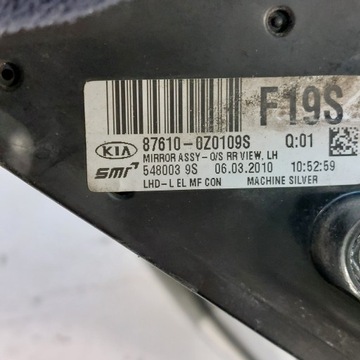 F19S
KIA 87610-0Z0109S Q:01
MIRROR ASSY-O/S RR VIEW, LH
smr 548003 9S 06.03.2010 10:52:59
LHD-L EL MF CON MACHINE SILVER